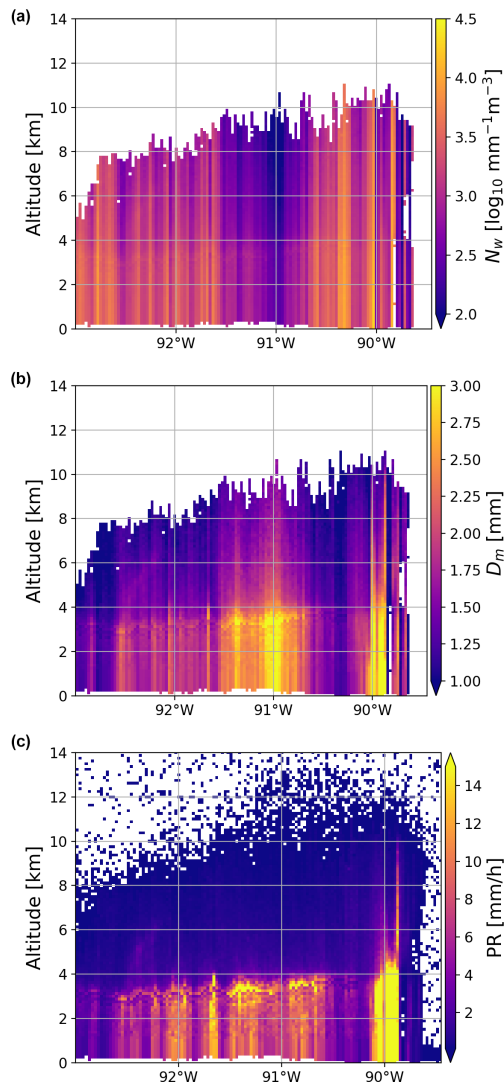 (a)
14
12
10
8
6
4
2
0
Altitude [km]
92°W
91°W
90°W
4.5
4.0
3.5
3.0
2.5
2.0
N_w [log₁₀ mm⁻¹m⁻³]
(b)
14
12
10
8
6
4
2
0
Altitude [km]
92°W
91°W
90°W
3.00
2.75
2.50
2.25
2.00
1.75
1.50
1.25
1.00
D_m [mm]
(c)
14
12
10
8
6
4
2
0
Altitude [km]
92°W
91°W
90°W
14
12
10
8
6
4
2
PR [mm/h]